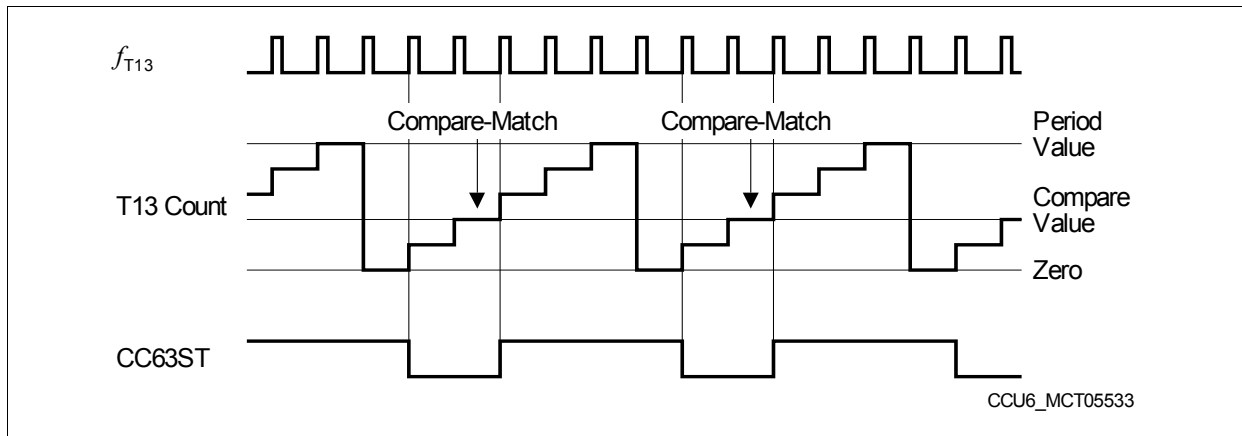 fT13
Compare-Match Compare-Match
Period
Value
T13 Count
Compare
Value
Zero
CC63ST
CCU6_MCT05533